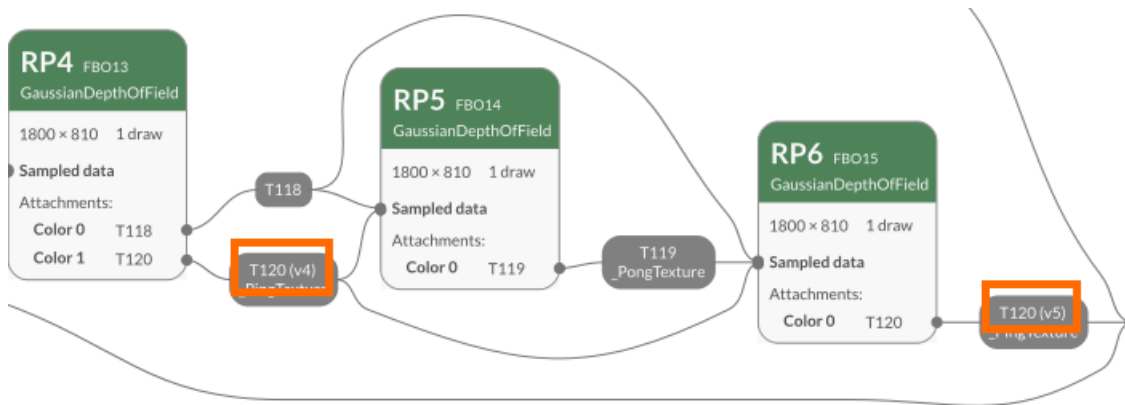 RP4 FBO13
GaussianDepthOfField
1800 × 810 1 draw
Sampled data
Attachments:
Color 0 T118
Color 1 T120
T118
T120 (v4)
_PingTexture
RP5 FBO14
GaussianDepthOfField
1800 × 810 1 draw
Sampled data
Attachments:
Color 0 T119
T119
_PongTexture
RP6 FBO15
GaussianDepthOfField
1800 × 810 1 draw
Sampled data
Attachments:
Color 0 T120
T120 (v5)
_PingTexture